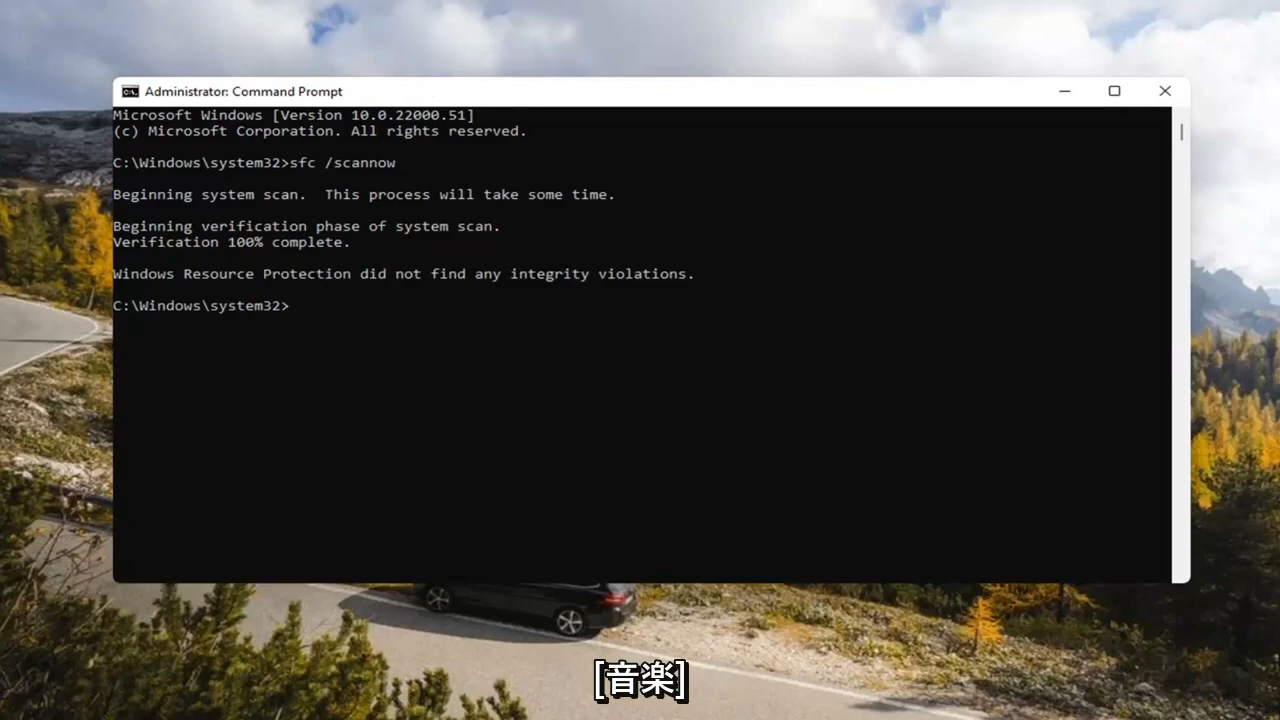 Administrator: Command Prompt
Microsoft Windows [Version 10.0.22000.51]
(c) Microsoft Corporation. All rights reserved.
C:\Windows\system32>sfc /scannow
Beginning system scan.  This process will take some time.
Beginning verification phase of system scan.
Verification 100% complete.
Windows Resource Protection did not find any integrity violations.
C:\Windows\system32>
[音楽]